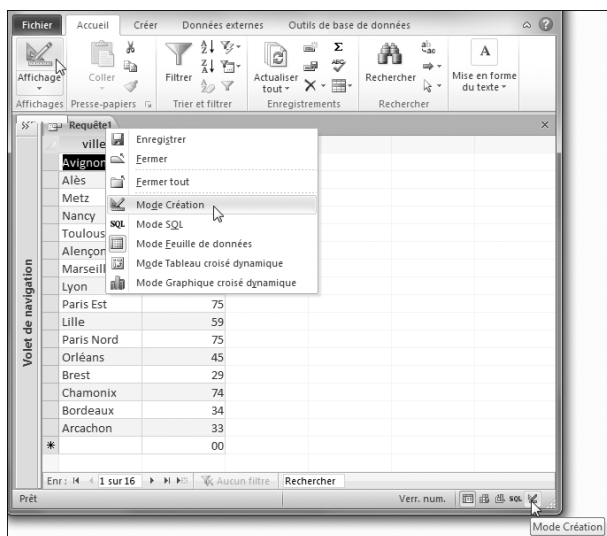 Fichier Accueil Créer Données externes Outils de base de données
Affichage
Coller
Filtrer
Actualiser tout
Rechercher
Mise en forme du texte
Affichages Presse-papiers Trier et filtrer Enregistrements Rechercher
Requête1
ville
Avignon
Alès
Metz
Nancy
Toulous
Alençon
Marseill
Lyon
Paris Est 75
Lille 59
Paris Nord 75
Orléans 45
Brest 29
Chamonix 74
Bordeaux 34
Arcachon 33
00
Enregistrer
Fermer
Fermer tout
Mode Création
SQL Mode SQL
Mode Feuille de données
Mode Tableau croisé dynamique
Mode Graphique croisé dynamique
Volet de navigation
Enr : 1 sur 16 Aucun filtre Rechercher
Prêt Verr. num. SQL
Mode Création